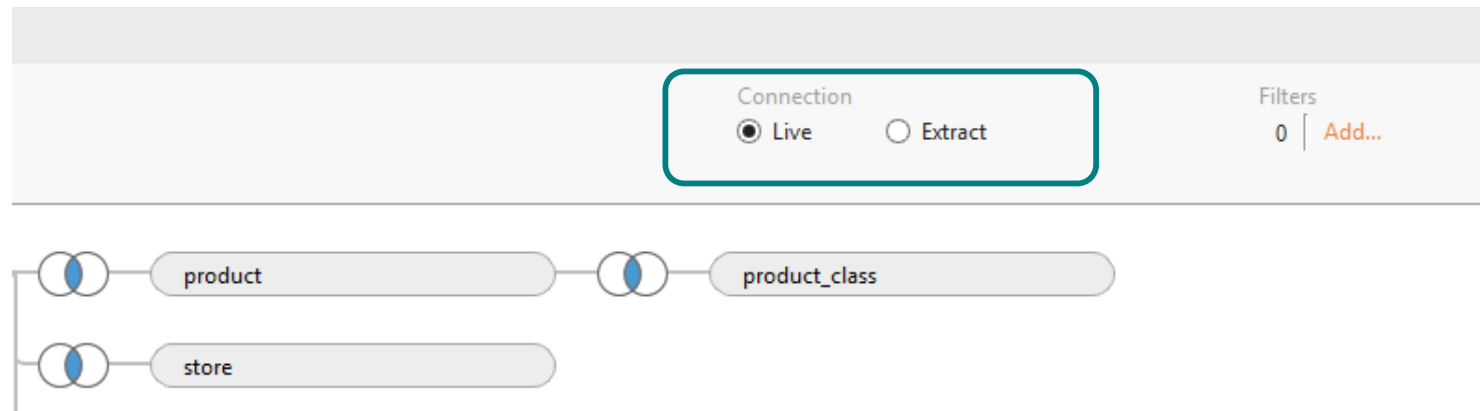 Connection Filters
Live Extract 0 Add...
product product_class
store